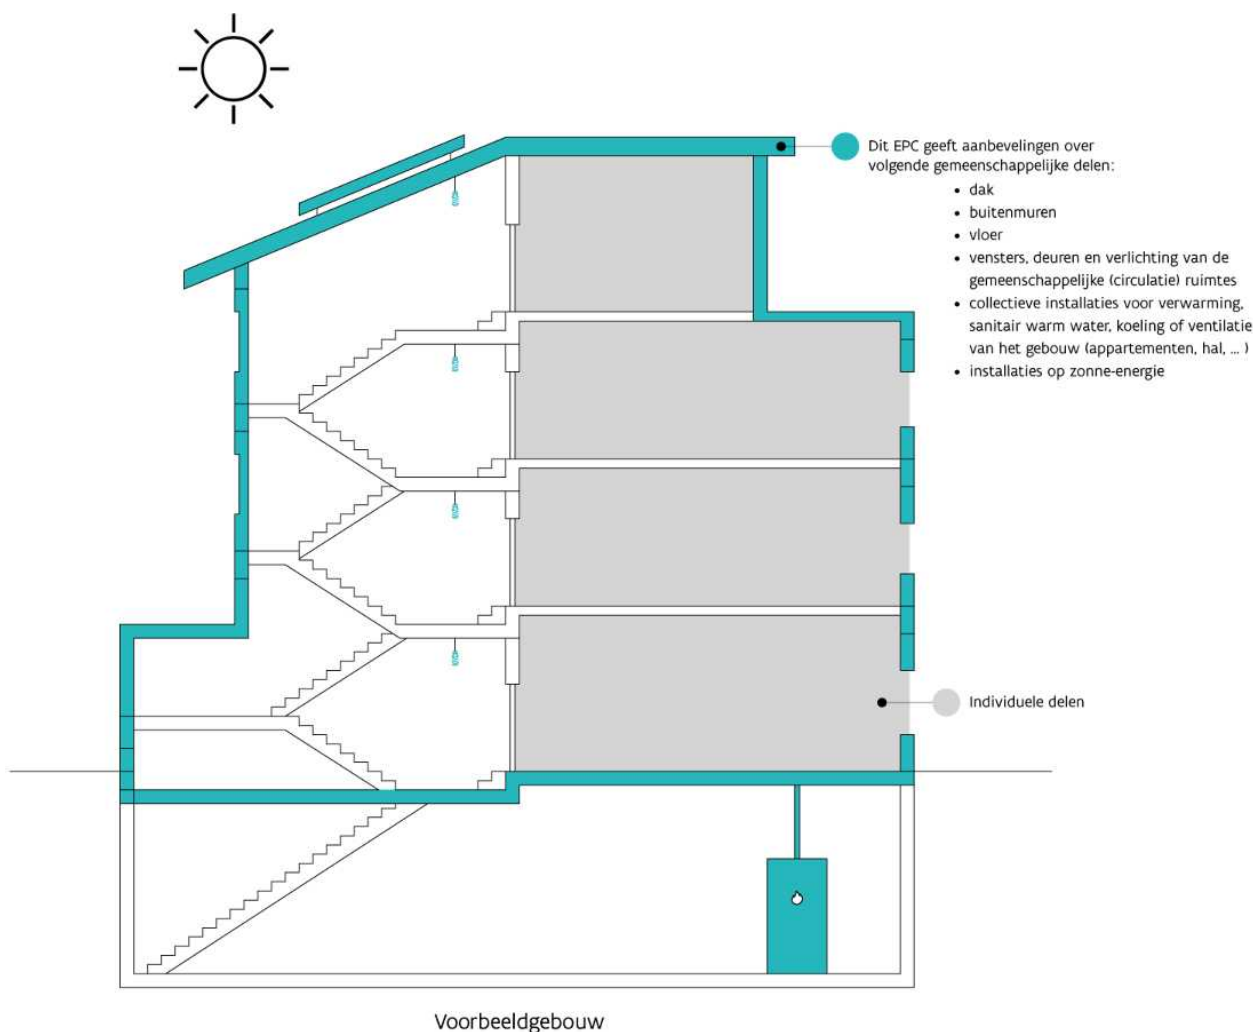 Dit EPC geeft aanbevelingen over
volgende gemeenschappelijke delen:
• dak
• buitenmuren
• vloer
• vensters, deuren en verlichting van de
gemeenschappelijke (circulatie) ruimtes
• collectieve installaties voor verwarming,
sanitair warm water, koeling of ventilatie
van het gebouw (appartementen, hal, ... )
• installaties op zonne-energie
Individuele delen
Voorbeeldgebouw